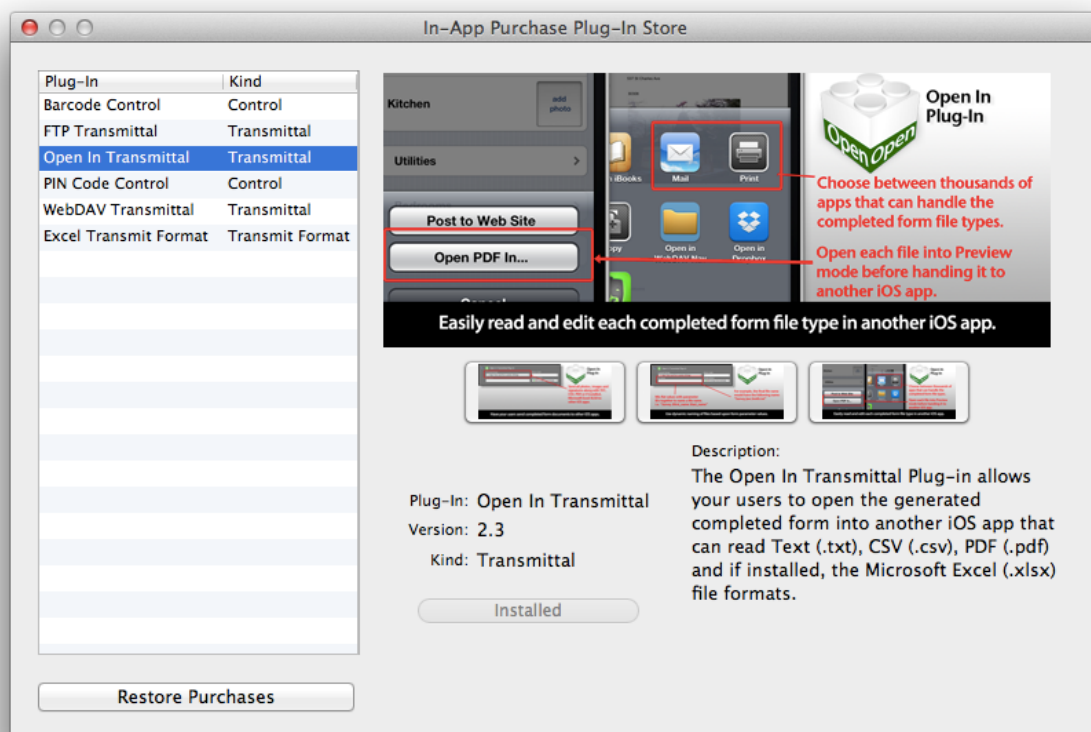 In-App Purchase Plug-In Store
Plug-In Kind
Barcode Control Control
FTP Transmittal Transmittal
Open In Transmittal Transmittal
PIN Code Control Control
WebDAV Transmittal Transmittal
Excel Transmit Format Transmit Format
Restore Purchases
Kitchen
add
photo
Utilities
Post to Web Site
Open PDF In...
Cancel
iBooks
Mail
Print
Open in
WebDAV Nav
Open in
Dropbox
Open Open
Open In
Plug-In
Choose between thousands of
apps that can handle the
completed form file types.
Open each file into Preview
mode before handing it to
another iOS app.
Easily read and edit each completed form file type in another iOS app.
Plug-In: Open In Transmittal
Version: 2.3
Kind: Transmittal
Installed
Description:
The Open In Transmittal Plug-in allows
your users to open the generated
completed form into another iOS app that
can read Text (.txt), CSV (.csv), PDF (.pdf)
and if installed, the Microsoft Excel (.xlsx)
file formats.